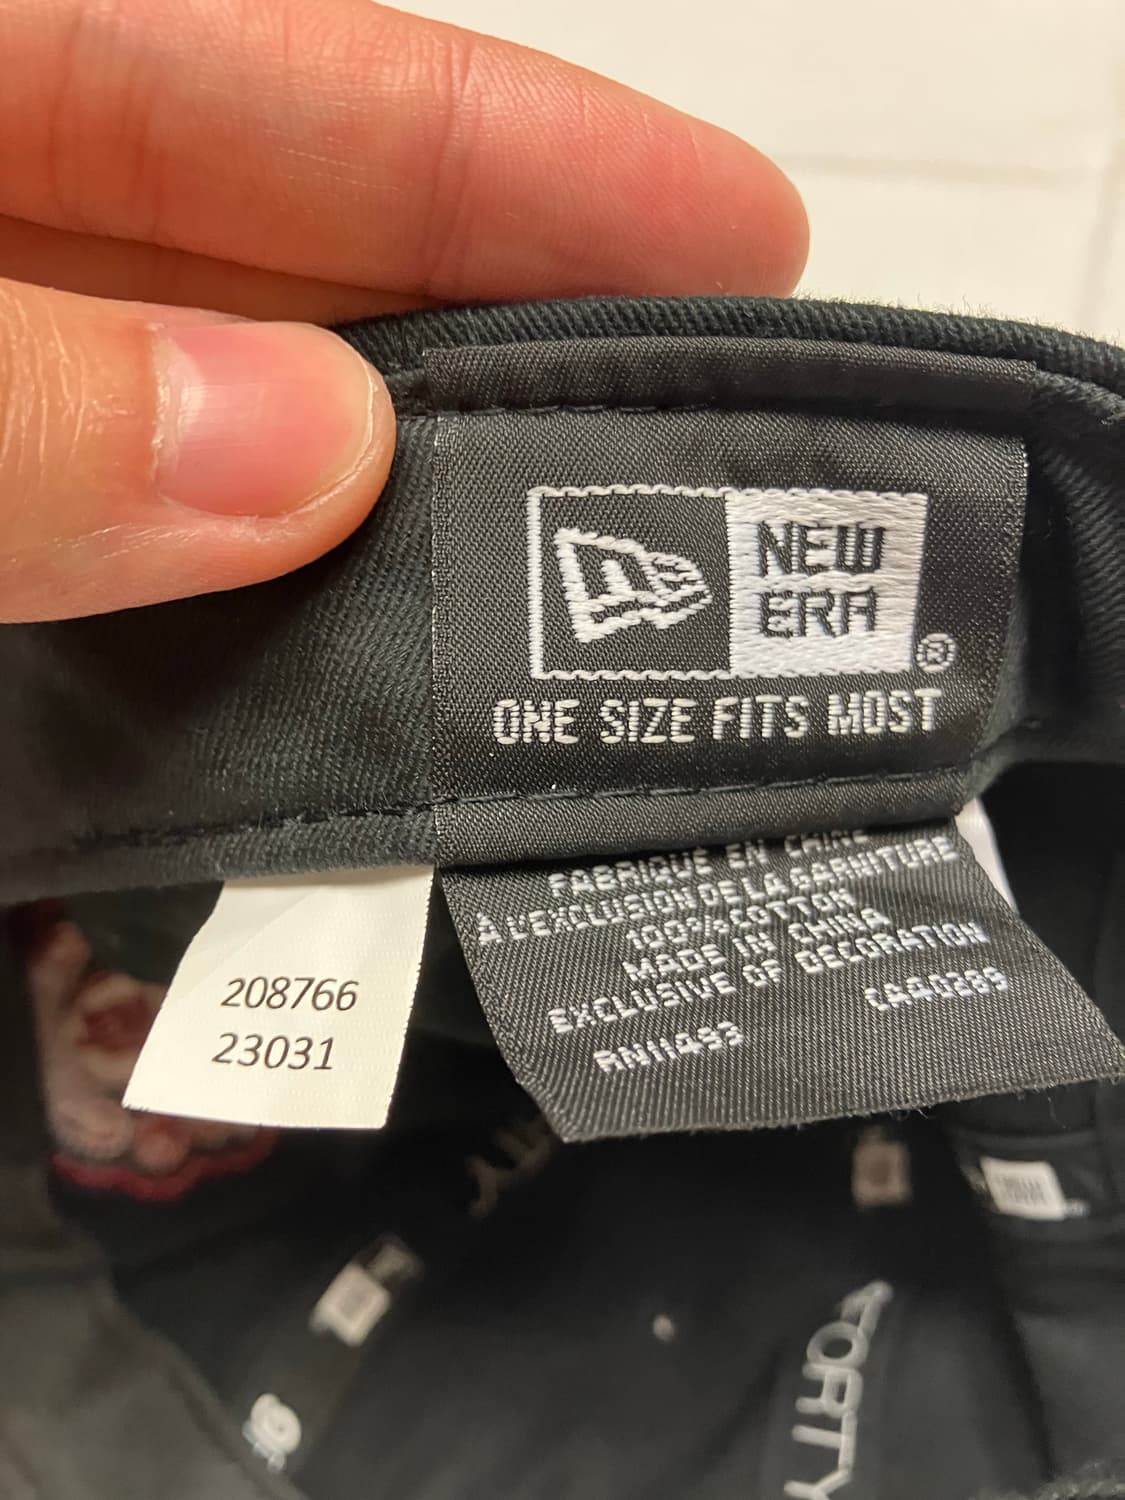 NEW
ERA
®
ONE SIZE FITS MOST
FABRIQUE EN CHINE
À L'EXCLUSION DE LA GARNITURE
100% COTTON
MADE IN CHINA
EXCLUSIVE OF DECORATION
RN11493
CA40289
208766
23031
FORTY